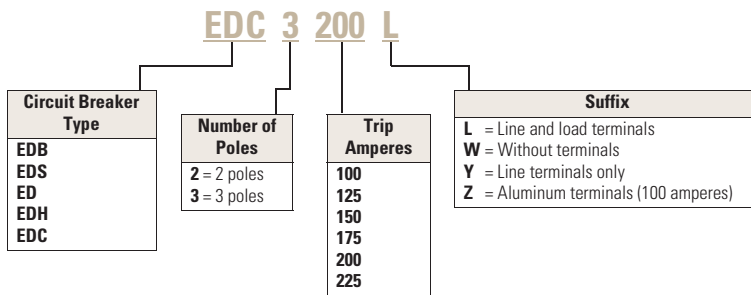 EDC 3 200 L
Circuit Breaker
Type
EDB
EDS
ED
EDH
EDC
Number of
Poles
2 = 2 poles
3 = 3 poles
Trip
Amperes
100
125
150
175
200
225
Suffix
L = Line and load terminals
W = Without terminals
Y = Line terminals only
Z = Aluminum terminals (100 amperes)